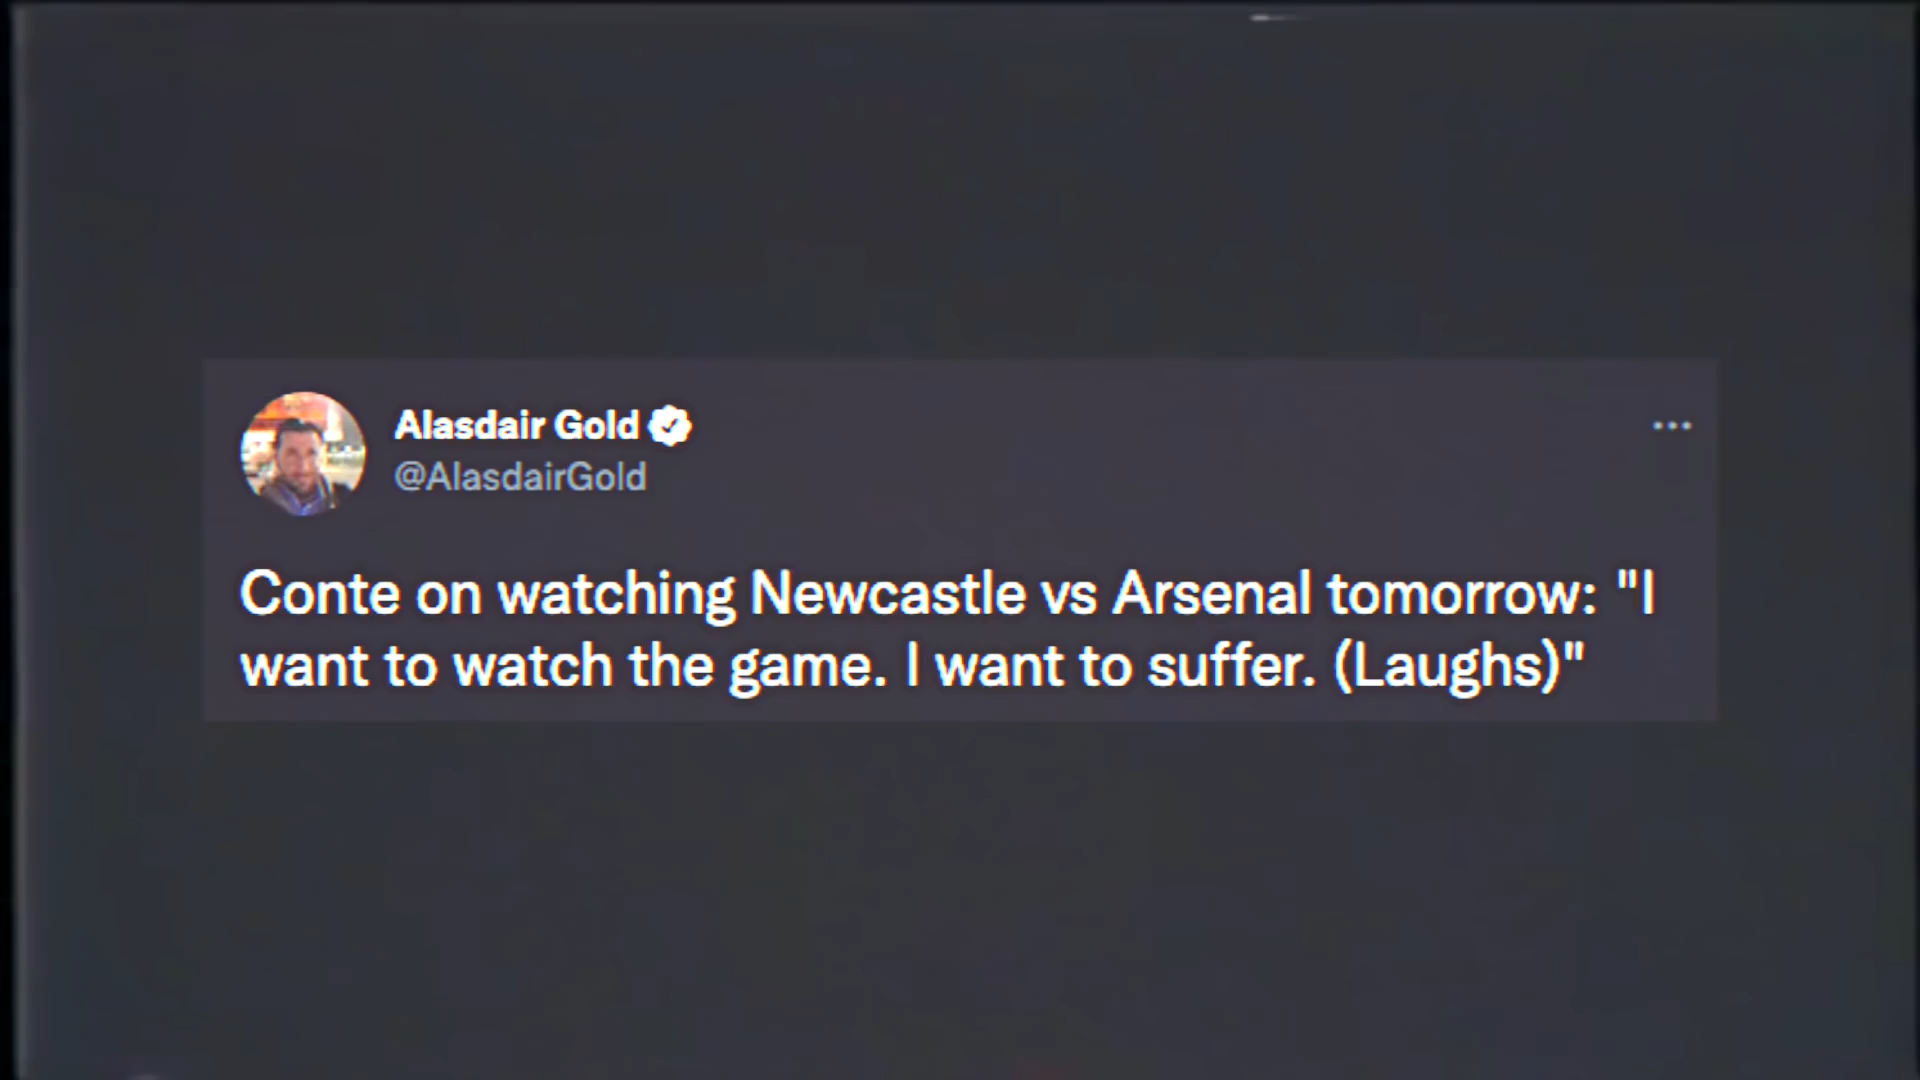 Alasdair Gold
@AlasdairGold
Conte on watching Newcastle vs Arsenal tomorrow: "I
want to watch the game. I want to suffer. (Laughs)"